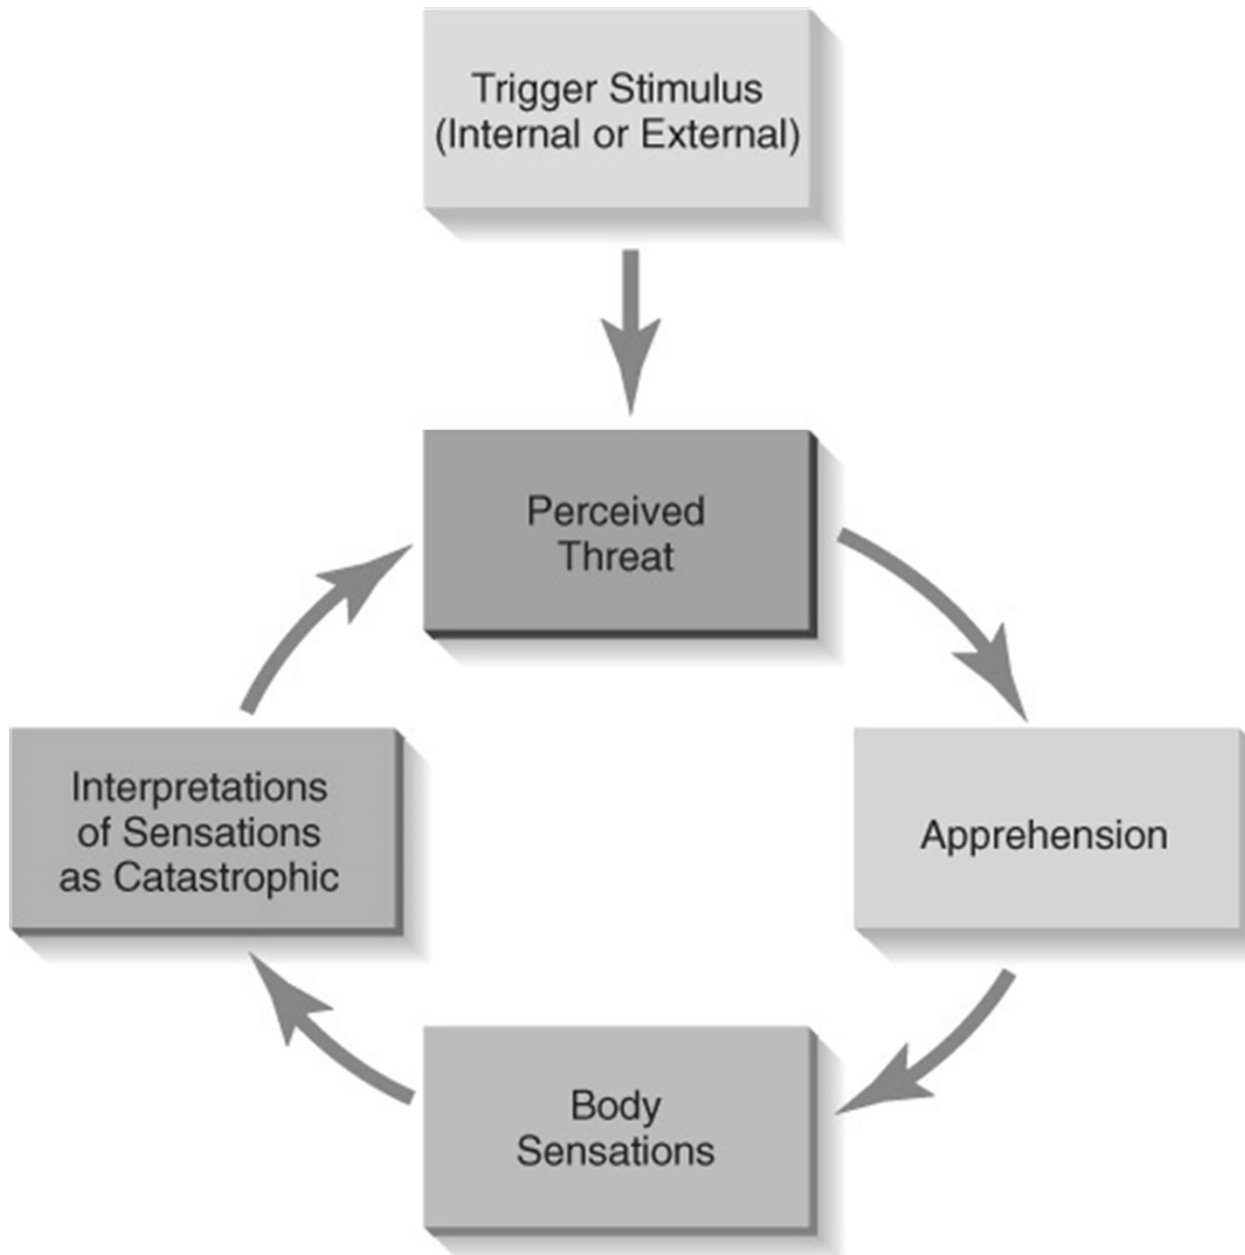 Trigger Stimulus
(Internal or External)
Perceived
Threat
Interpretations
of Sensations
as Catastrophic
Apprehension
Body
Sensations